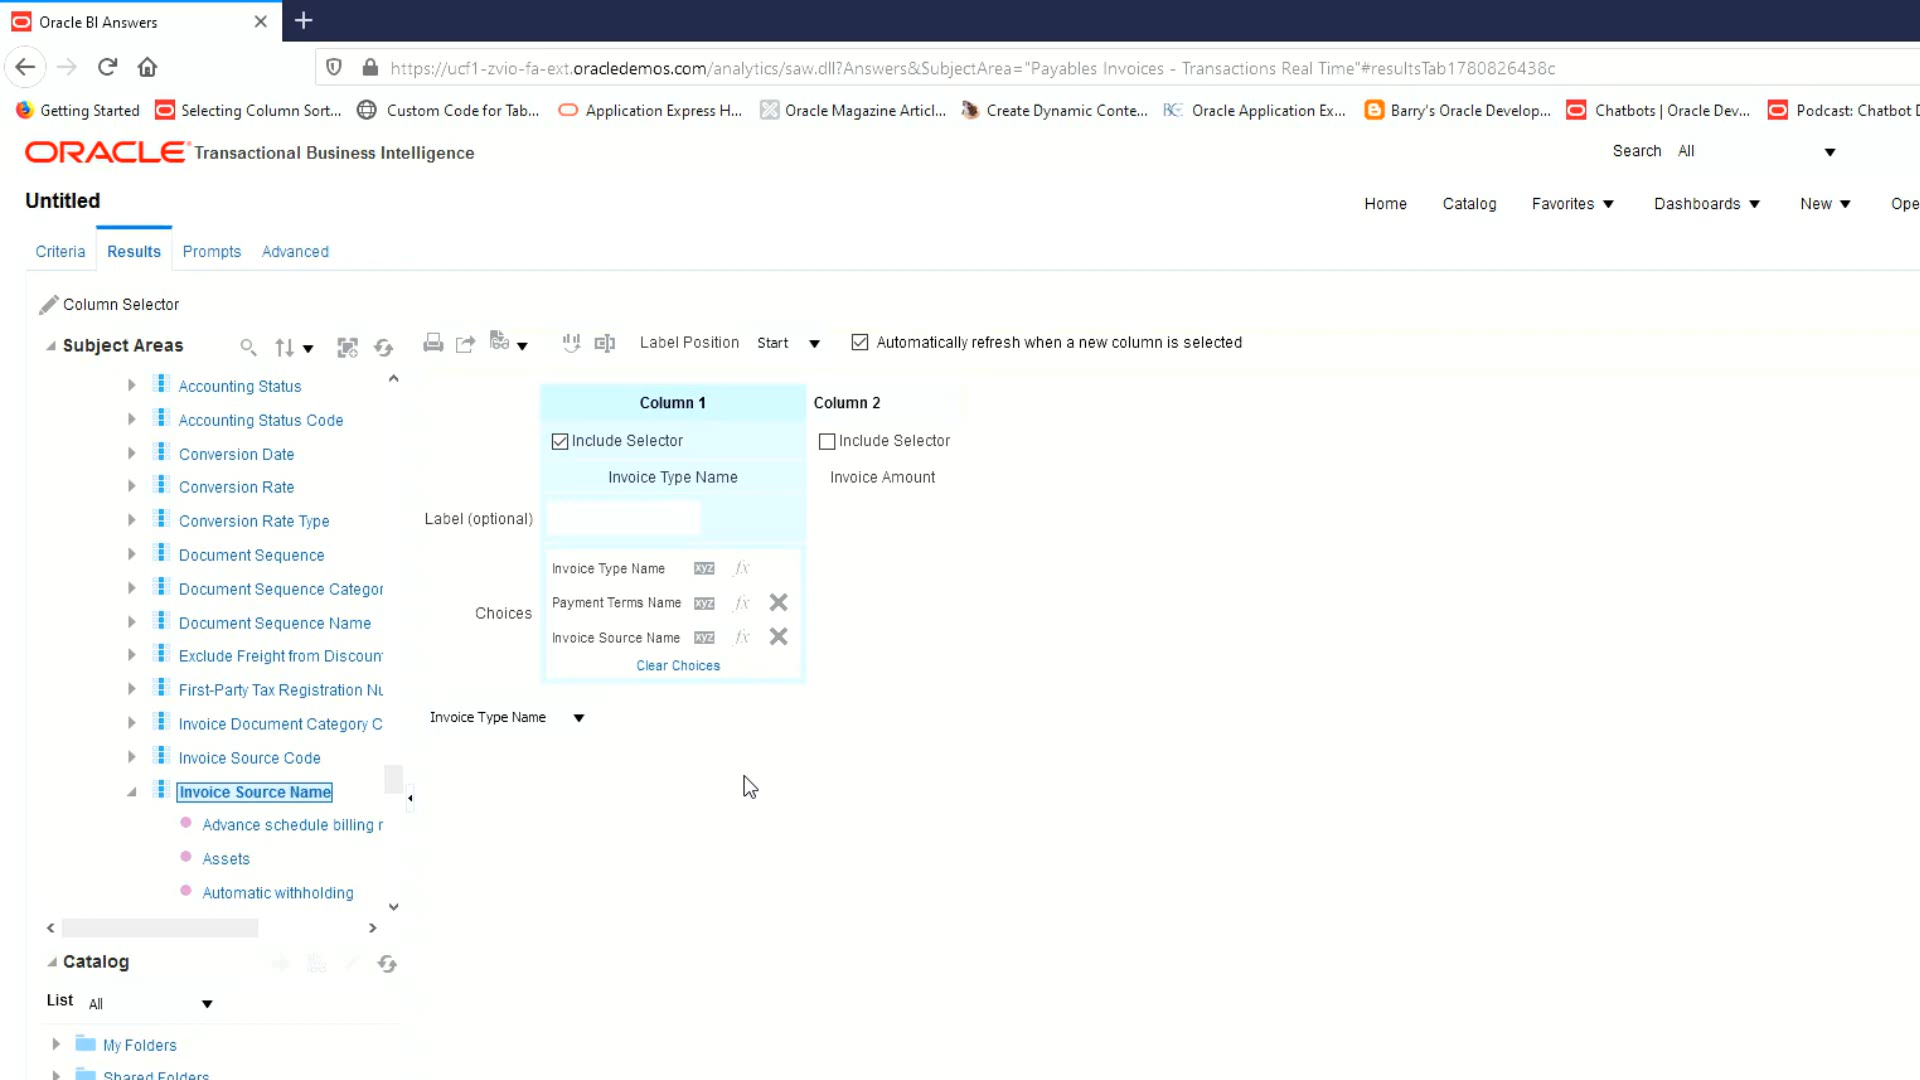 Oracle BI Answers
https://ucf1-zvio-fa-ext.oracledemos.com/analytics/saw.dll?Answers&SubjectArea="Payables Invoices - Transactions Real Time"#resultsTab1780826438c
Getting Started Selecting Column Sort... Custom Code for Tab... Application Express H... Oracle Magazine Articl... Create Dynamic Conte... Oracle Application Ex... Barry's Oracle Develop... Chatbots | Oracle Dev... Podcast: Chatbot D
ORACLE Transactional Business Intelligence
Search All
Untitled
Home Catalog Favorites Dashboards New Ope
Criteria Results Prompts Advanced
Column Selector
Subject Areas
Label Position Start Automatically refresh when a new column is selected
Accounting Status
Accounting Status Code
Conversion Date
Conversion Rate
Conversion Rate Type
Document Sequence
Document Sequence Categor
Document Sequence Name
Exclude Freight from Discoun
First-Party Tax Registration Nu
Invoice Document Category C
Invoice Source Code
Invoice Source Name
Advance schedule billing r
Assets
Automatic withholding
Column 1 Column 2
Include Selector Include Selector
Invoice Type Name Invoice Amount
Label (optional)
Choices
Invoice Type Name xyz fx
Payment Terms Name xyz fx
Invoice Source Name xyz fx
Clear Choices
Invoice Type Name
Catalog
List All
My Folders
Shared Folders